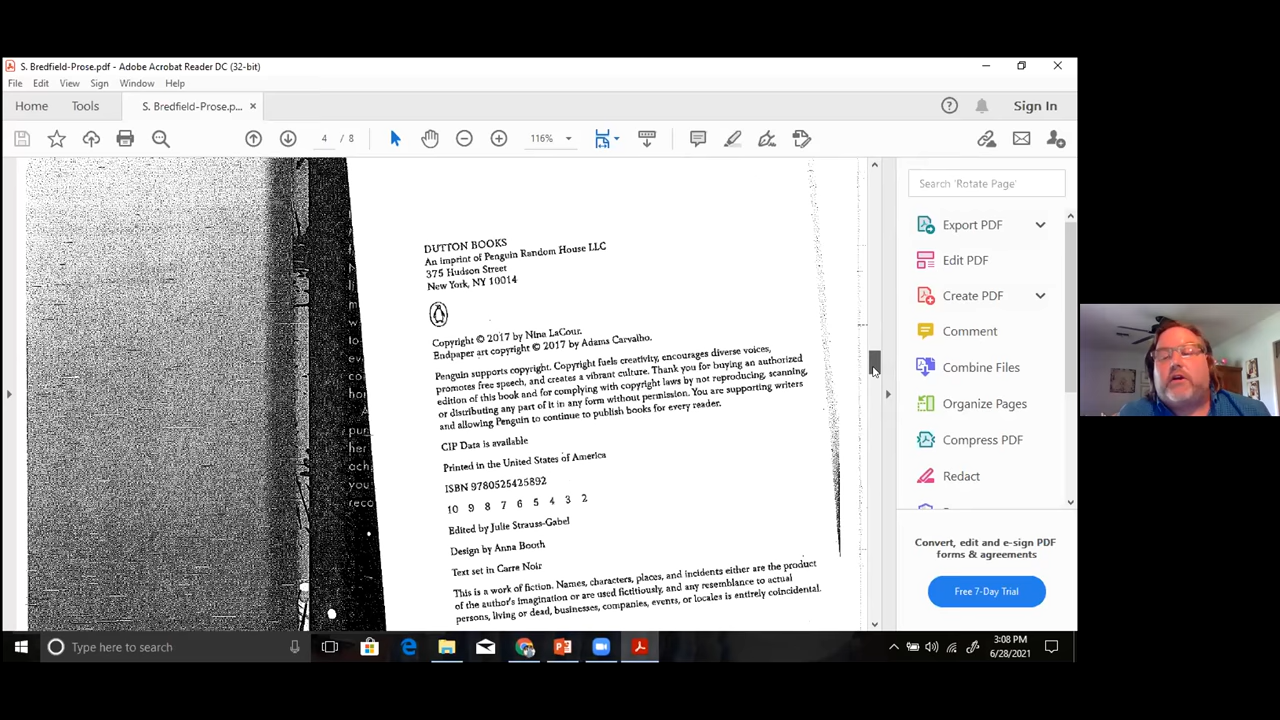 S. Bredfield-Prose.pdf - Adobe Acrobat Reader DC (32-bit)
File Edit View Sign Window Help
Home Tools S. Bredfield-Prose.p... × Sign In
4 / 8 116%
Search 'Rotate Page'
Export PDF
Edit PDF
Create PDF
Comment
Combine Files
Organize Pages
Compress PDF
Redact
Convert, edit and e-sign PDF
forms & agreements
Free 7-Day Trial
DUTTON BOOKS
An imprint of Penguin Random House LLC
375 Hudson Street
New York, NY 10014
Copyright © 2017 by Nina LaCour.
Endpaper art copyright © 2017 by Adams Carvalho.
Penguin supports copyright. Copyright fuels creativity, encourages diverse voices,
promotes free speech, and creates a vibrant culture. Thank you for buying an authorized
edition of this book and for complying with copyright laws by not reproducing, scanning,
or distributing any part of it in any form without permission. You are supporting writers
and allowing Penguin to continue to publish books for every reader.
CIP Data is available
Printed in the United States of America
ISBN 9780525425892
10 9 8 7 6 5 4 3 2
Edited by Julie Strauss-Gabel
Design by Anna Booth
Text set in Carre Noir
This is a work of fiction. Names, characters, places, and incidents either are the product
of the author's imagination or are used fictitiously, and any resemblance to actual
persons, living or dead, businesses, companies, events, or locales is entirely coincidental.
Type here to search
3:08 PM
6/28/2021